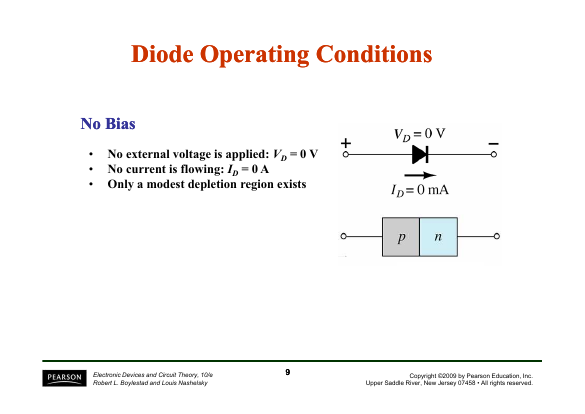 Diode Operating Conditions
No Bias
• No external voltage is applied: V_D = 0 V
• No current is flowing: I_D = 0 A
• Only a modest depletion region exists
V_D = 0 V
+ −
I_D = 0 mA
p n
PEARSON
Electronic Devices and Circuit Theory, 10/e
Robert L. Boylestad and Louis Nashelsky
9
Copyright ©2009 by Pearson Education, Inc.
Upper Saddle River, New Jersey 07458 • All rights reserved.